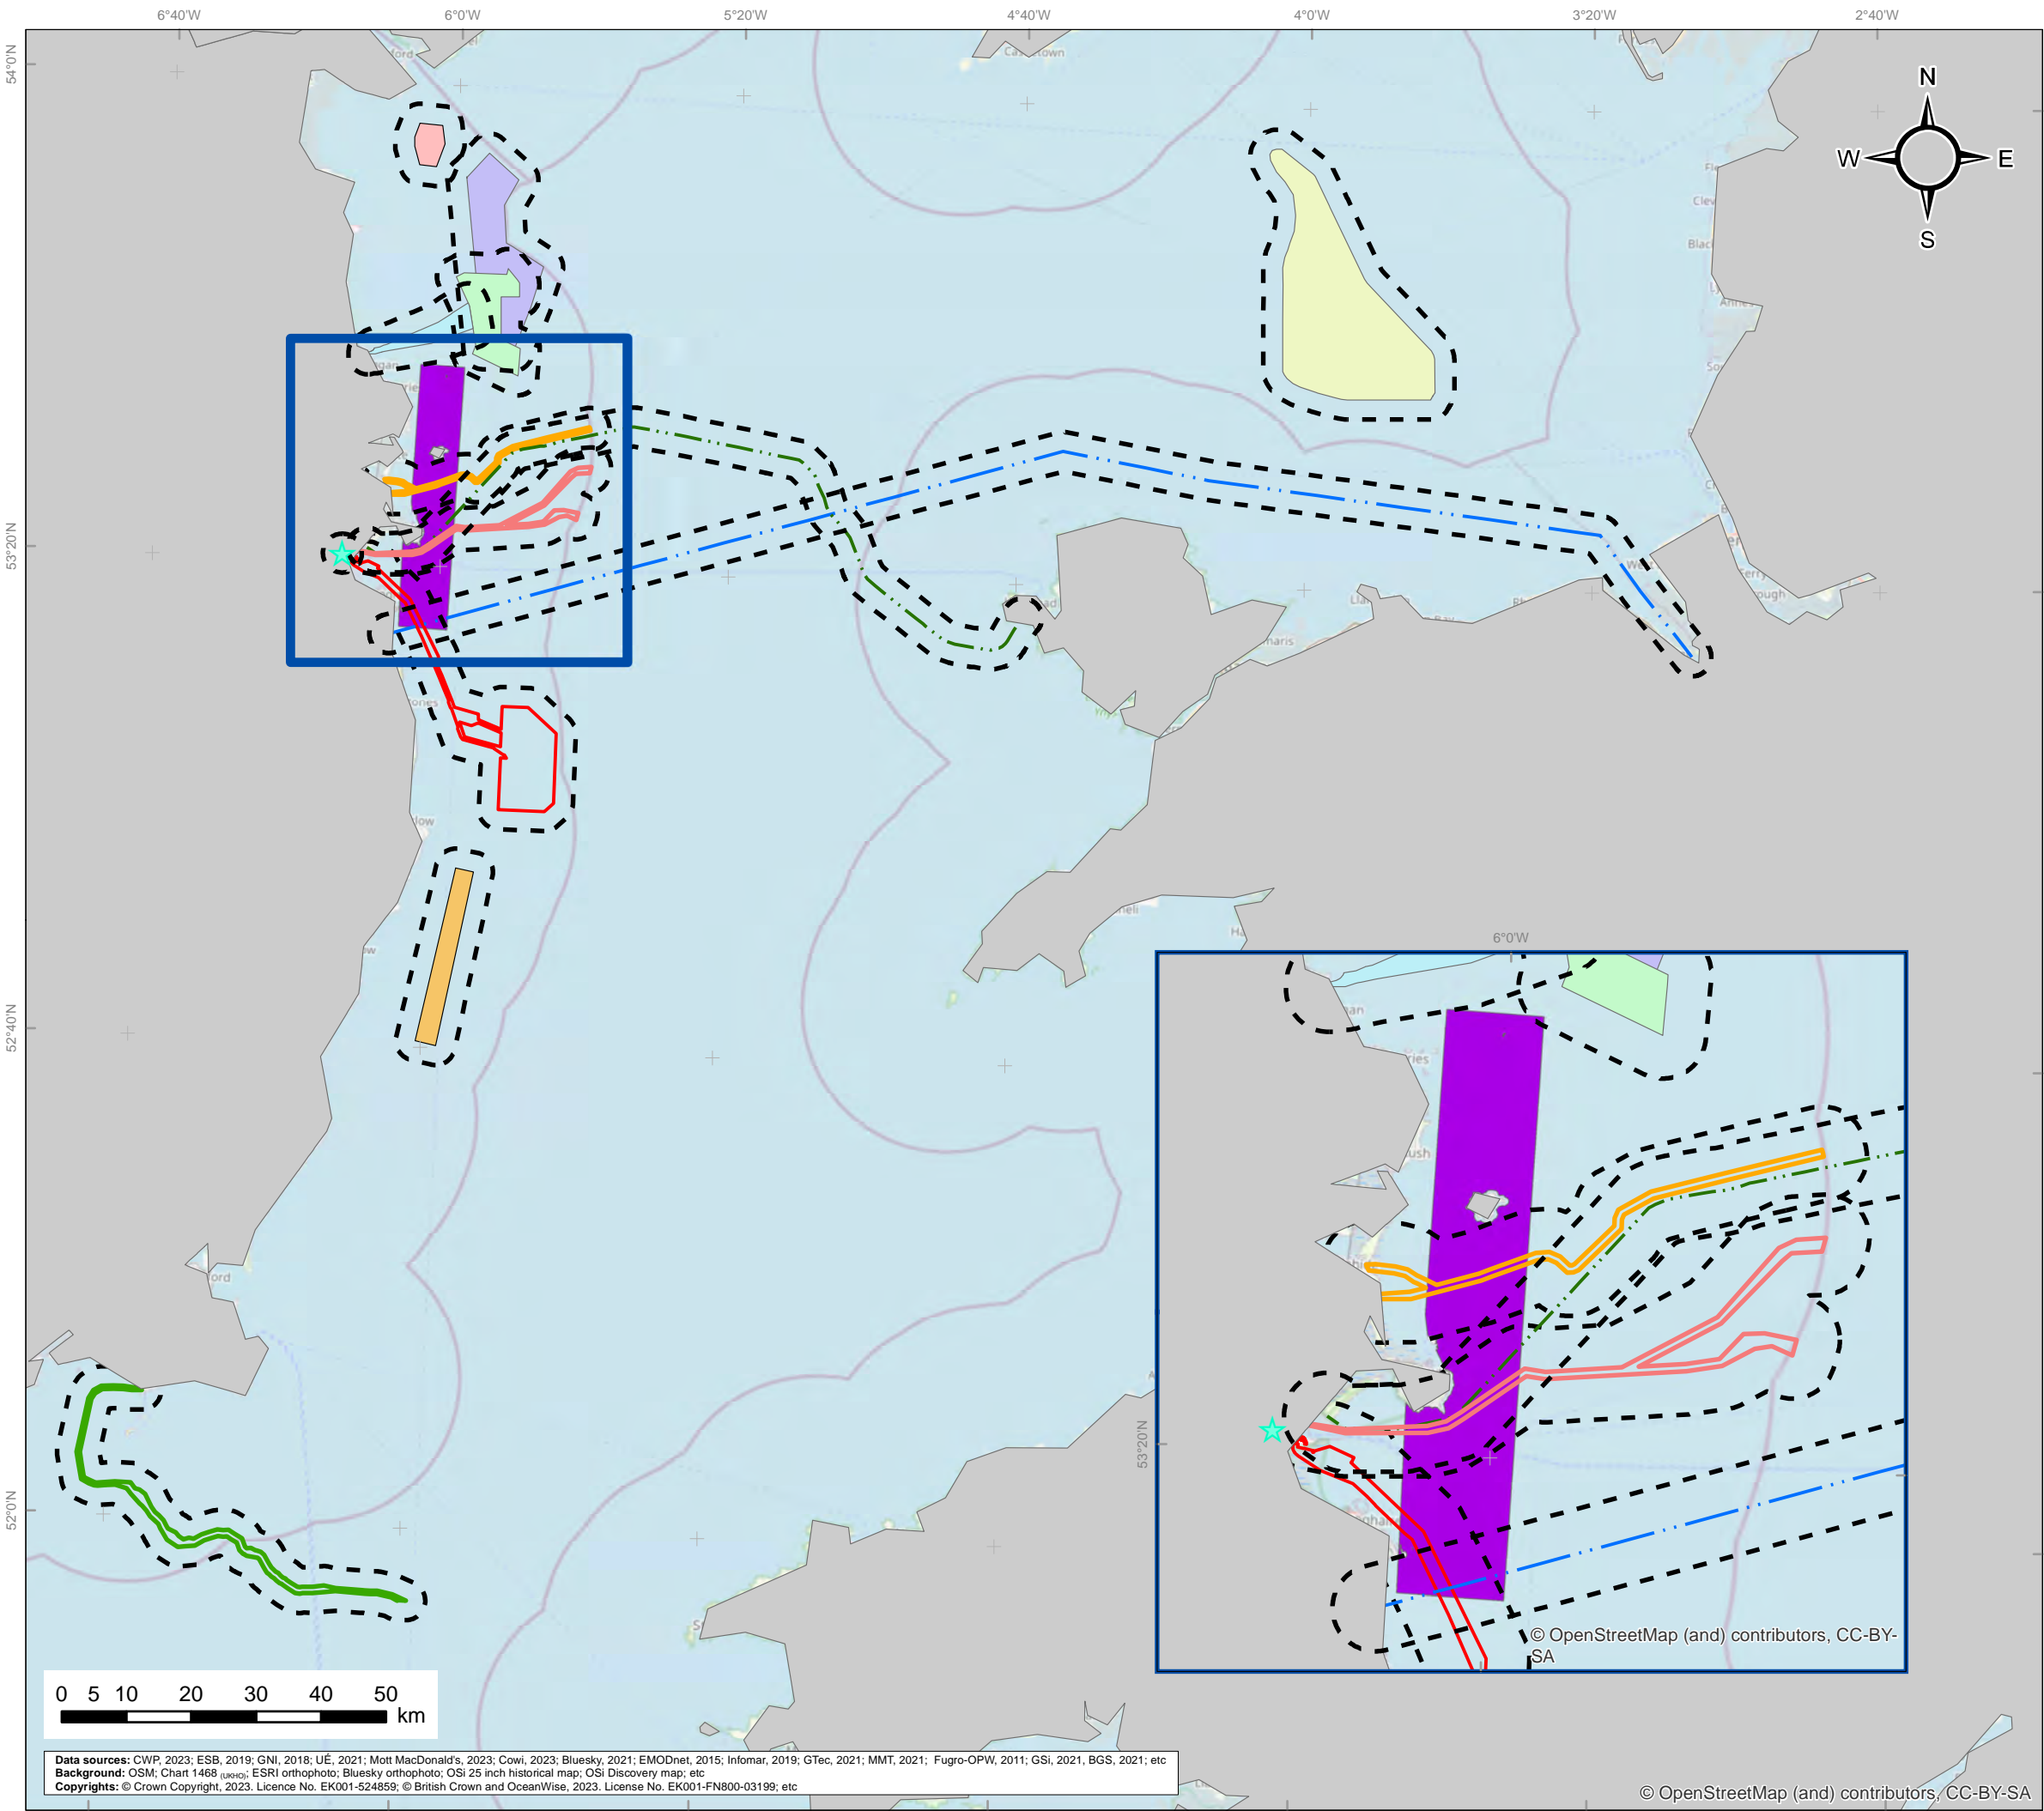 6°40'W 6°0'W 5°20'W 4°40'W 4°0'W 3°20'W 2°40'W
54°0'N
N
W E
S
53°20'N
52°40'N
6°0'W
53°20'N
52°0'N
© OpenStreetMap (and) contributors, CC-BY-
SA
0 5 10 20 30 40 50
km
Data sources: CWP, 2023; ESB, 2019; GNI, 2018; UÉ, 2021; Mott MacDonald's, 2023; Cowi, 2023; Bluesky, 2021; EMODnet, 2015; Infomar, 2019; GTec, 2021; MMT, 2021; Fugro-OPW, 2011; GSi, 2021, BGS, 2021; etc
Background: OSM; Chart 1468 (UKHO); ESRI orthophoto; Bluesky orthophoto; OSi 25 inch historical map; OSi Discovery map; etc
Copyrights: © Crown Copyright, 2023. Licence No. EK001-524859; © British Crown and OceanWise, 2023. License No. EK001-FN800-03199; etc
© OpenStreetMap (and) contributors, CC-BY-SA